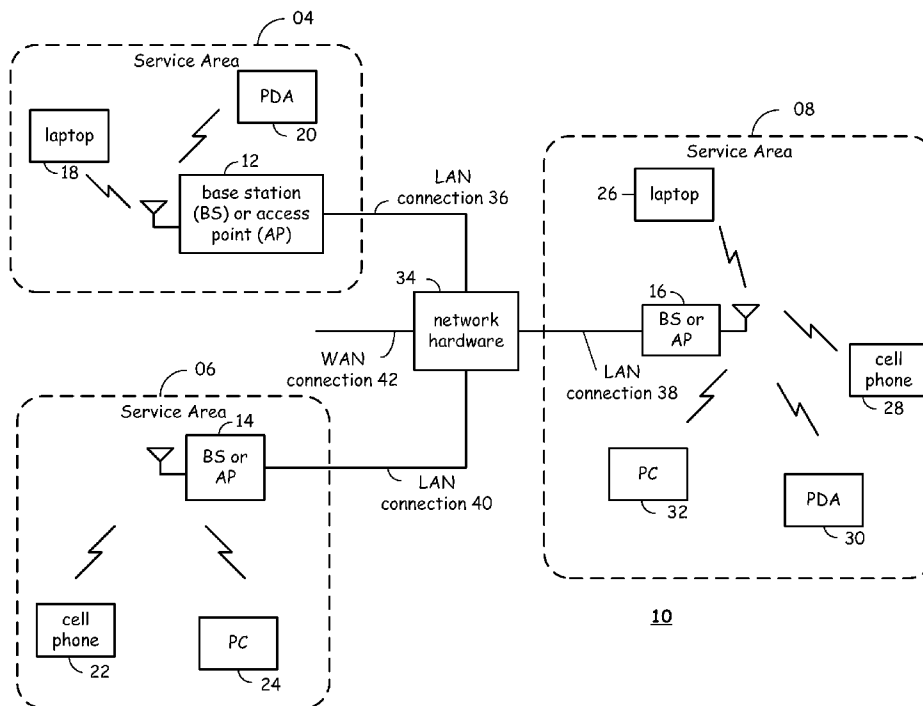 04
Service Area
PDA
20
laptop
18
12
base station
(BS) or access
point (AP)
LAN
connection 36
08
Service Area
26
laptop
34
network
hardware
16
BS or
AP
WAN
connection 42
LAN
connection 38
cell
phone
28
PC
32
PDA
30
06
Service Area
14
BS or
AP
LAN
connection 40
cell
phone
22
PC
24
10